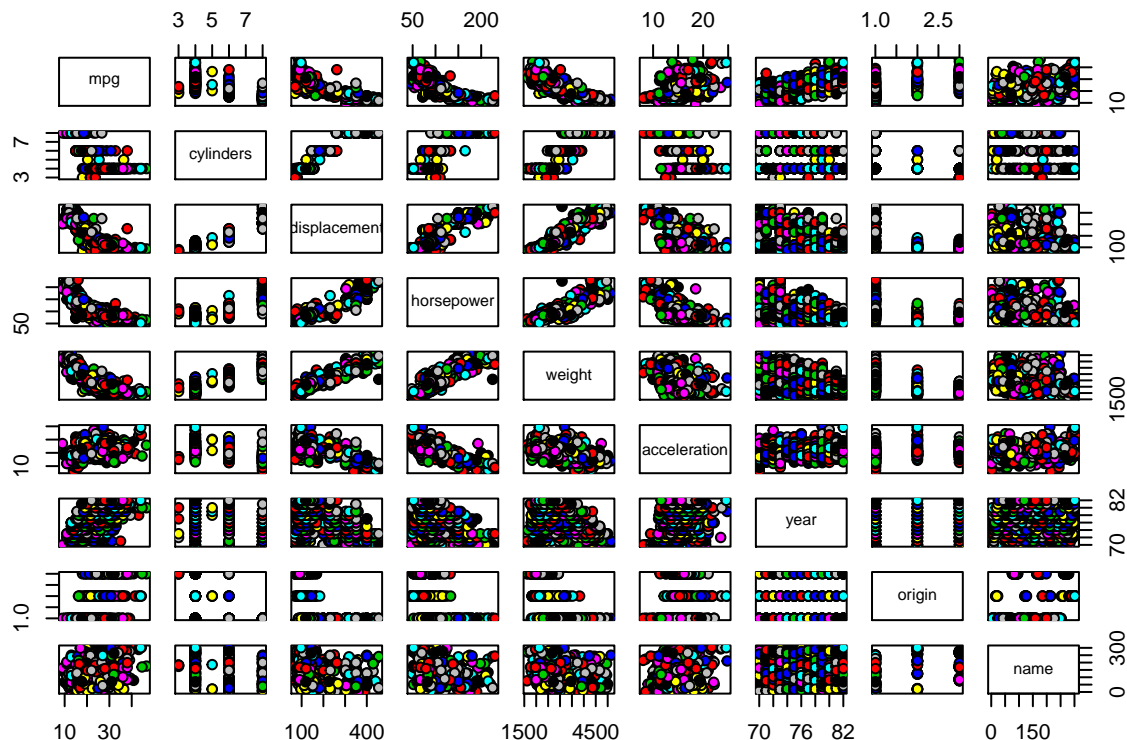 3 5 7 50 200 10 20 1.0 2.5
mpg 10
7 3 cylinders
displacement 100
50 horsepower
weight 1500
10 acceleration
year 82 70
1.0 origin
name 300 0
10 30 100 400 1500 4500 70 76 82 0 150